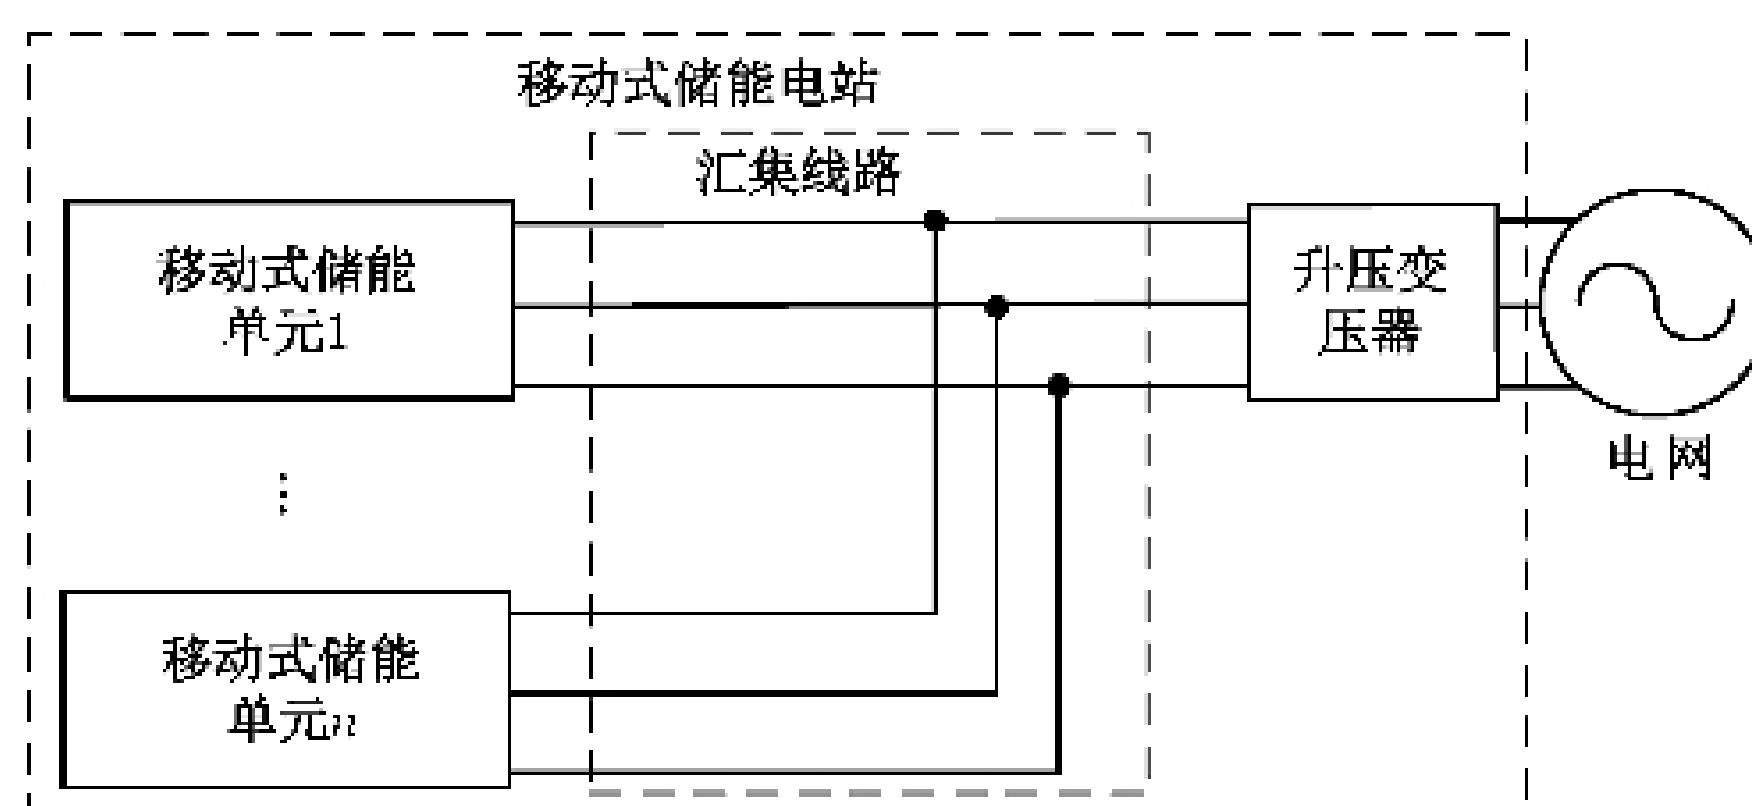 移动式储能电站
汇集线路
移动式储能
单元1
升压变
压器
电网
⋮
移动式储能
单元n